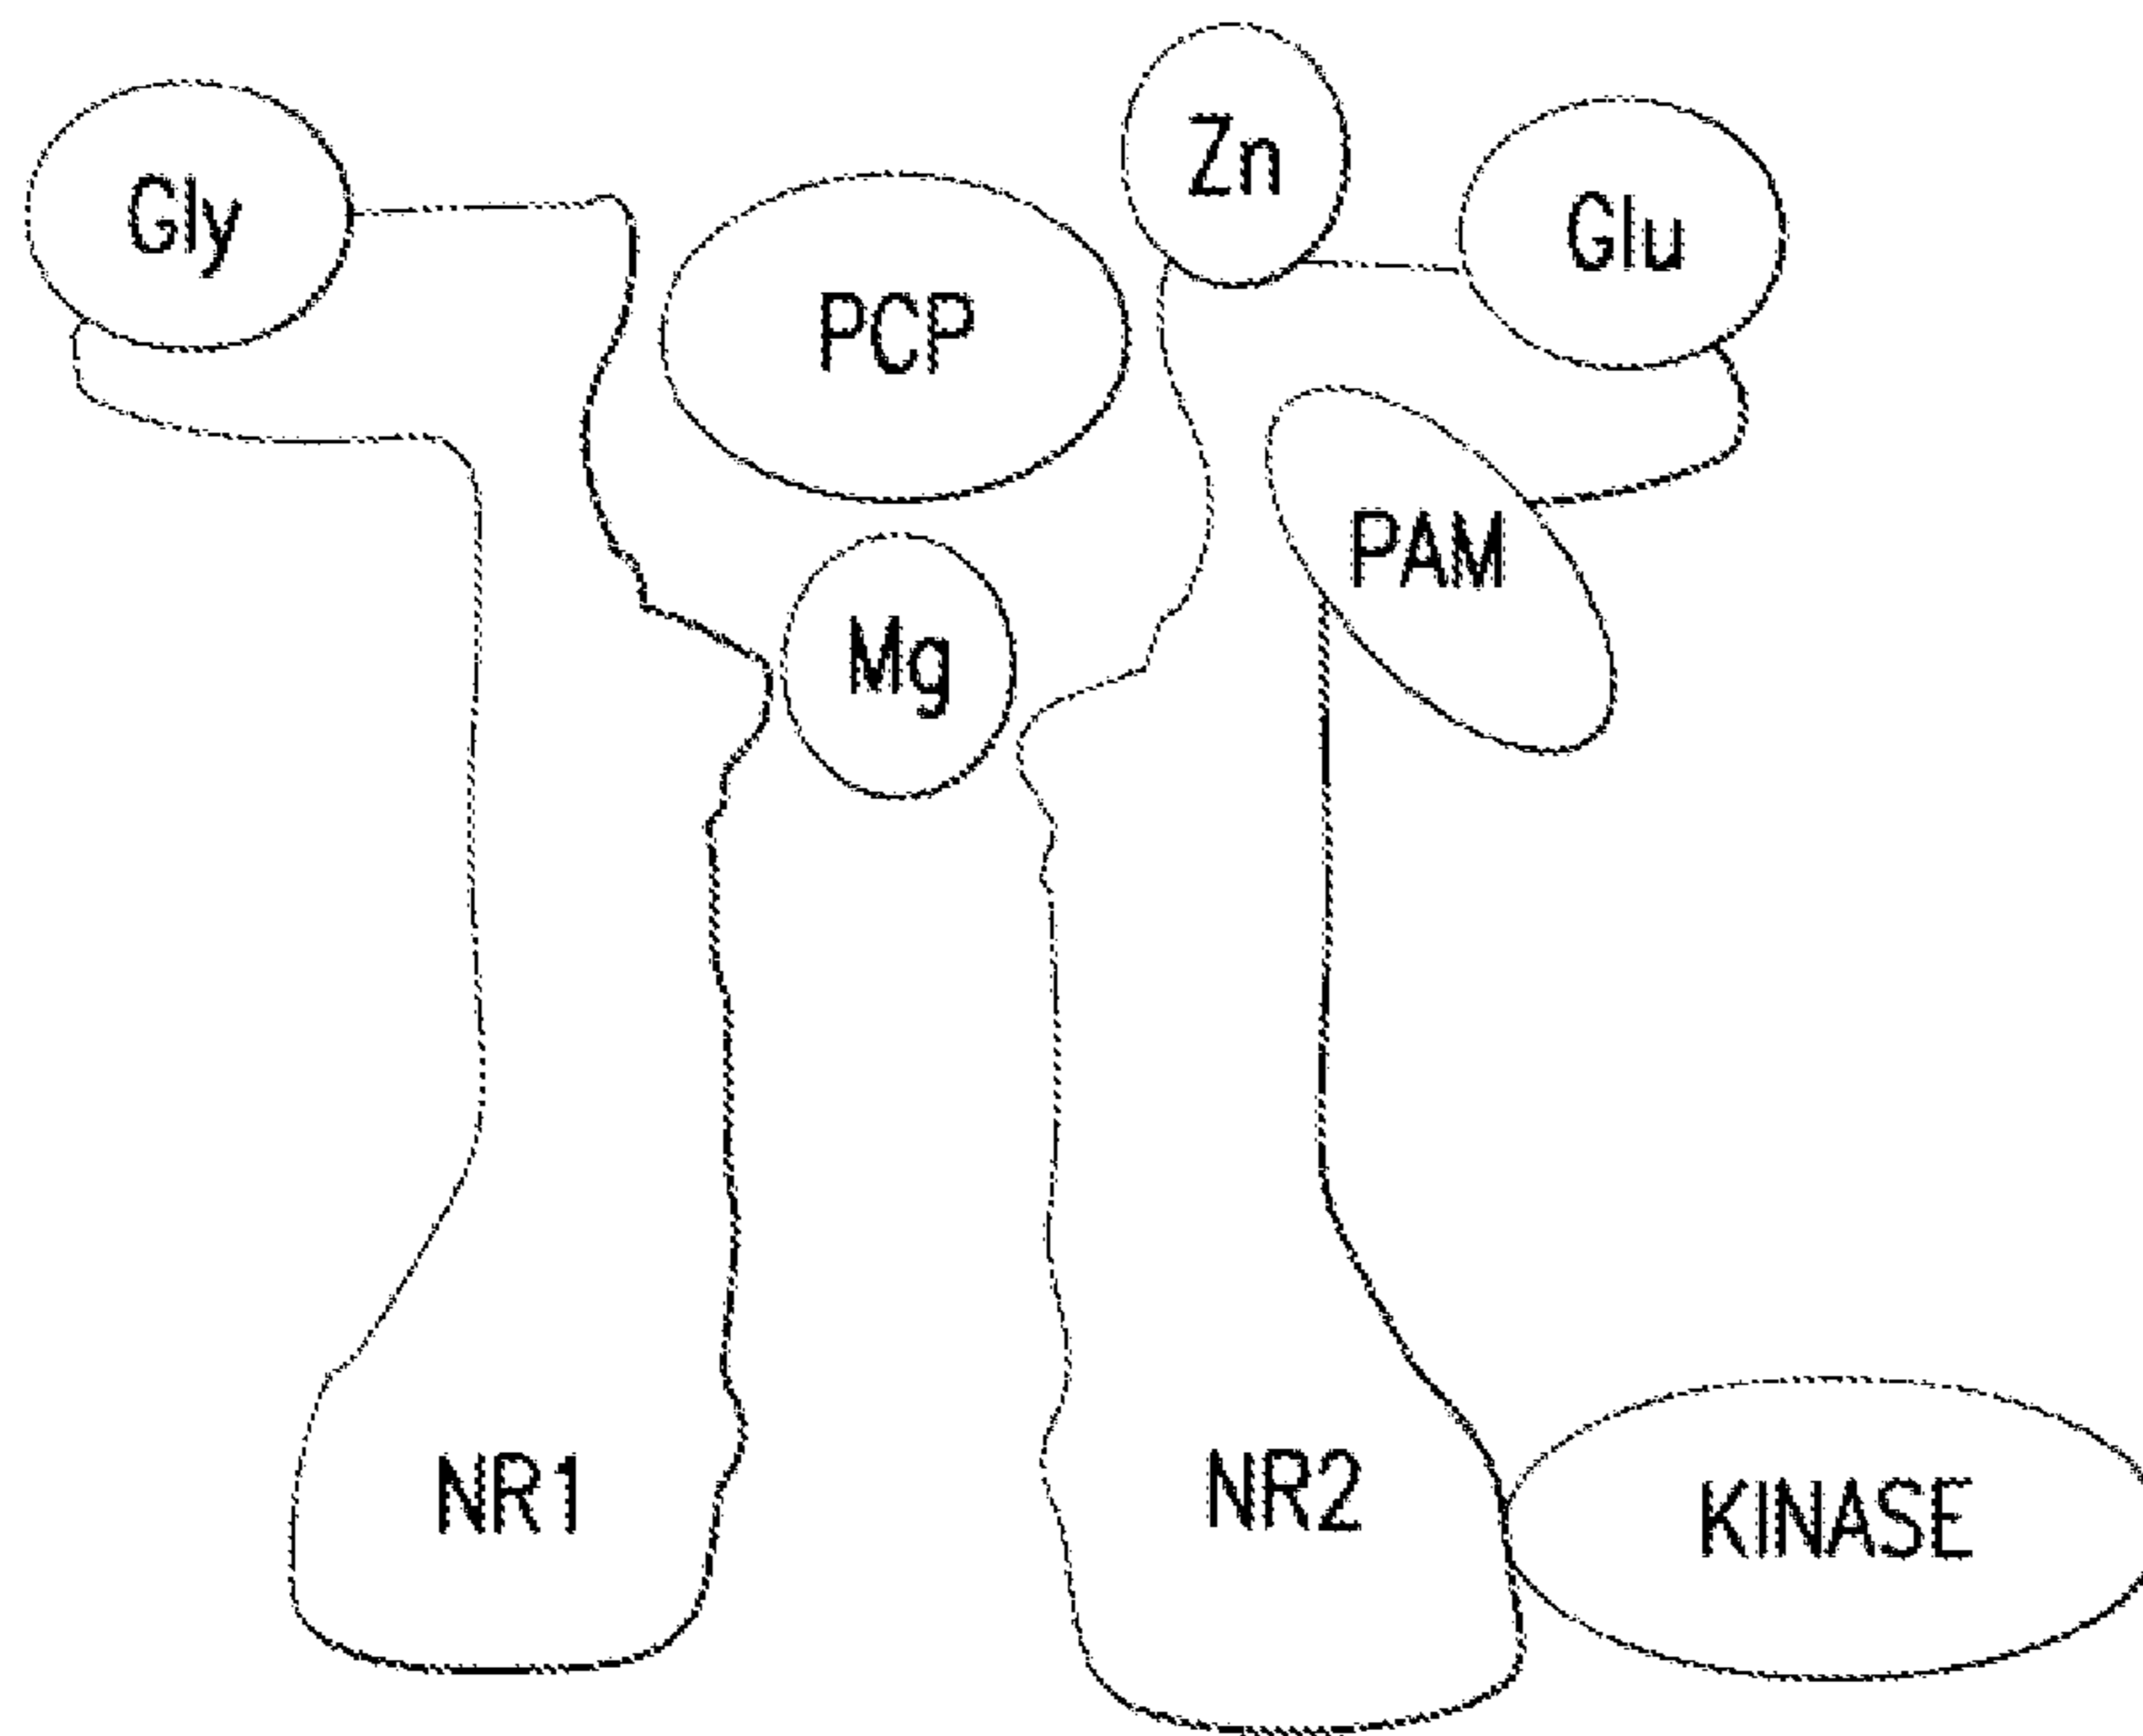 Gly
PCP
Zn
Glu
PAM
Mg
NR1
NR2
KINASE